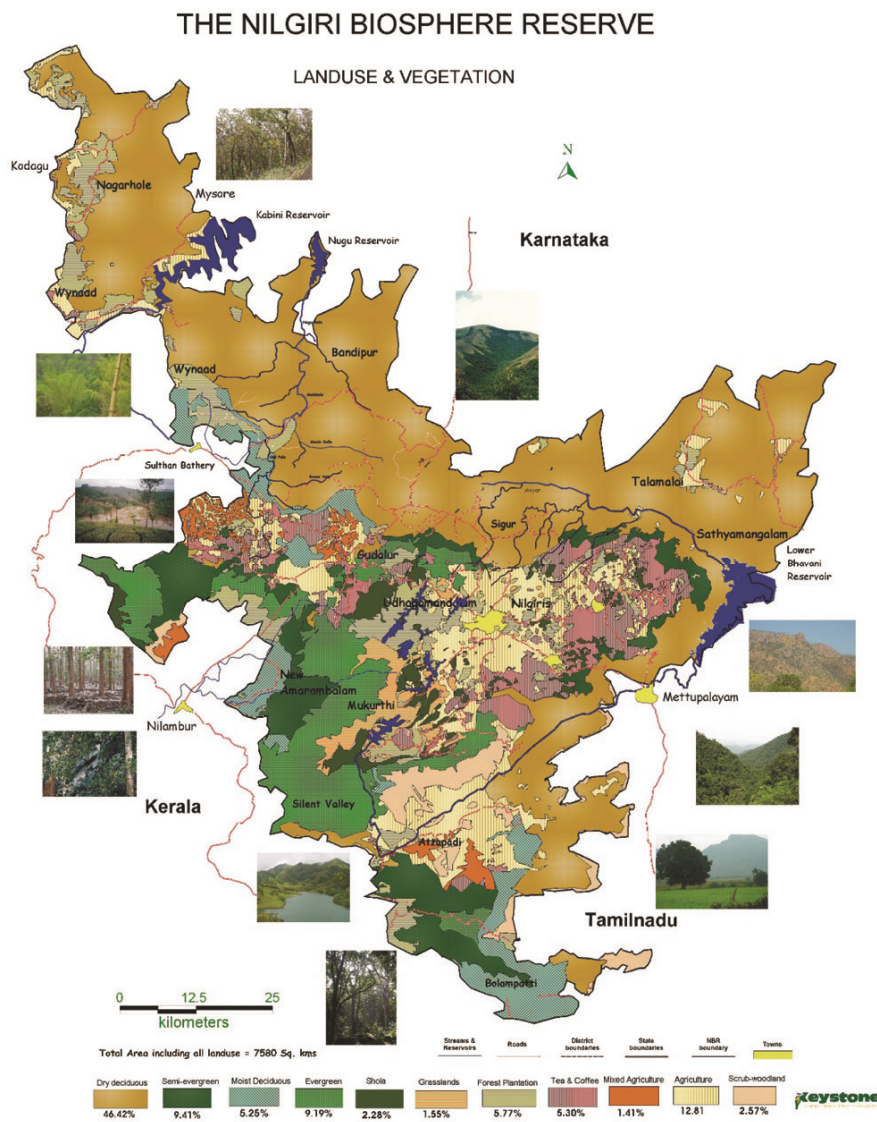 THE NILGIRI BIOSPHERE RESERVE
LANDUSE & VEGETATION
N
Kodagu
Nagarhole
Mysore
Kabini Reservoir
Nugu Reservoir
Karnataka
Wynaad
Bandipur
Wynaad
Sulthan Bathery
Talamalai
Sigur
Sathyamangalam
Gudalur
Lower
Bhavani
Reservoir
Udhagamandalam
Nilgiris
New
Amarambalam
Mukurthi
Mettupalayam
Nilambur
Kerala
Silent Valley
Attapadi
Tamilnadu
Bolampatti
0 12.5 25
kilometers
Total Area including all landuse = 7580 Sq. kms
Streams &
Reservoirs
Roads
District
boundaries
State
boundaries
NBR
boundary
Towns
Dry deciduous Semi-evergreen Moist Deciduous Evergreen Shola Grasslands Forest Plantation Tea & Coffee Mixed Agriculture Agriculture Scrub-woodland
46.42% 9.41% 5.25% 9.19% 2.28% 1.55% 5.77% 5.30% 1.41% 12.81 2.57%
Keystone